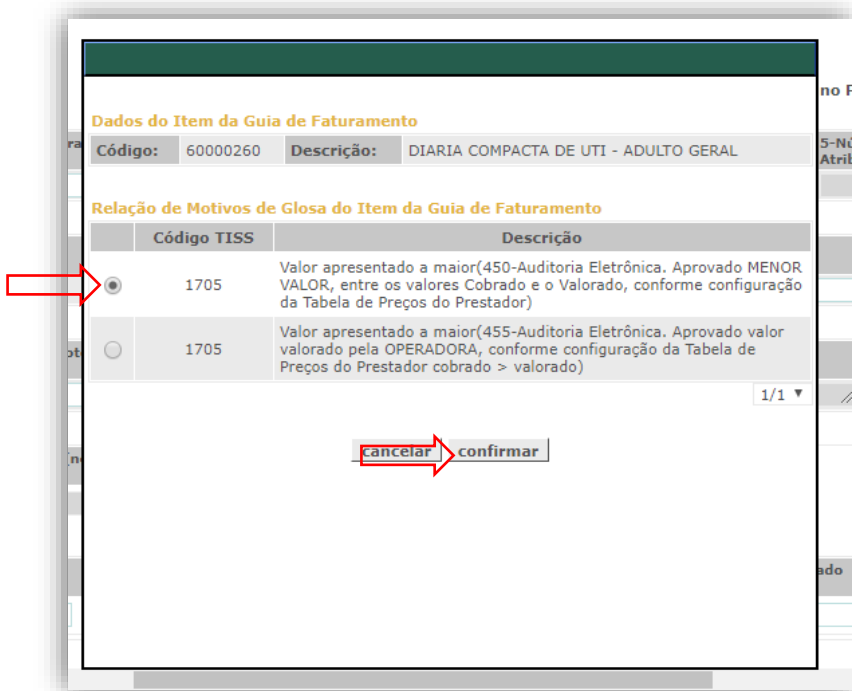 no
Dados do Item da Guia de Faturamento
Código: 60000260 Descrição: DIARIA COMPACTA DE UTI - ADULTO GERAL
5-Nú
Atrib
Relação de Motivos de Glosa do Item da Guia de Faturamento
Código TISS Descrição
1705 Valor apresentado a maior(450-Auditoria Eletrônica. Aprovado MENOR
VALOR, entre os valores Cobrado e o Valorado, conforme configuração
da Tabela de Preços do Prestador)
1705 Valor apresentado a maior(455-Auditoria Eletrônica. Aprovado valor
valorado pela OPERADORA, conforme configuração da Tabela de
Preços do Prestador cobrado > valorado)
1/1
cancelar confirmar
ado